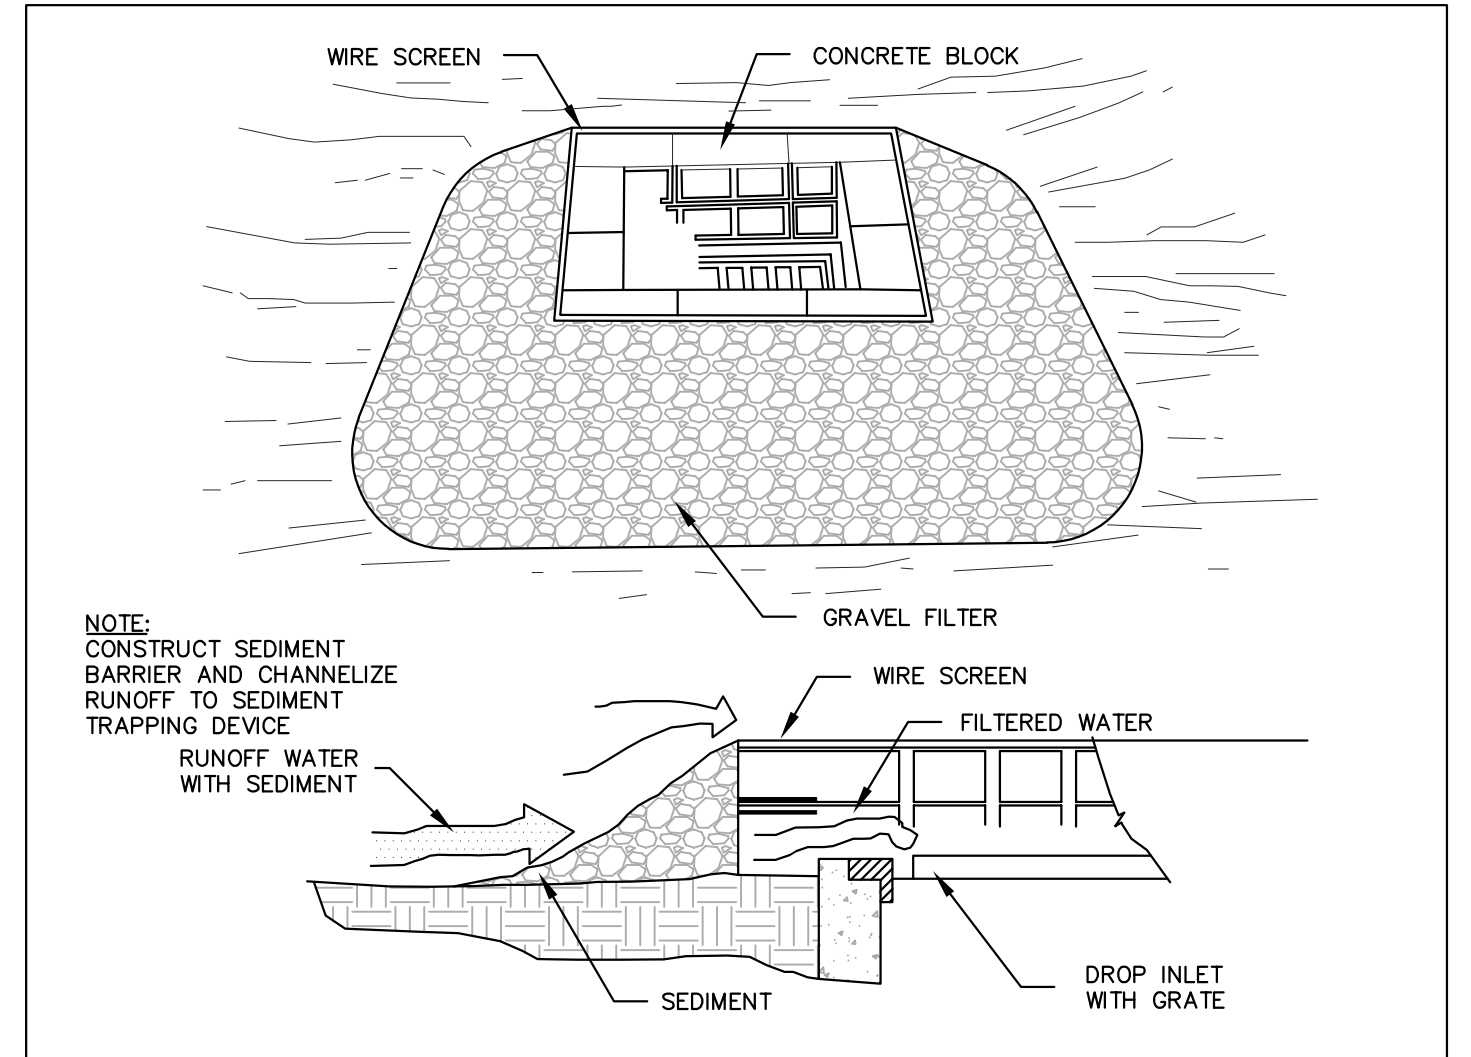 WIRE SCREEN
CONCRETE BLOCK
GRAVEL FILTER
NOTE:
CONSTRUCT SEDIMENT
BARRIER AND CHANNELIZE
RUNOFF TO SEDIMENT
TRAPPING DEVICE
RUNOFF WATER
WITH SEDIMENT
WIRE SCREEN
FILTERED WATER
SEDIMENT
DROP INLET
WITH GRATE